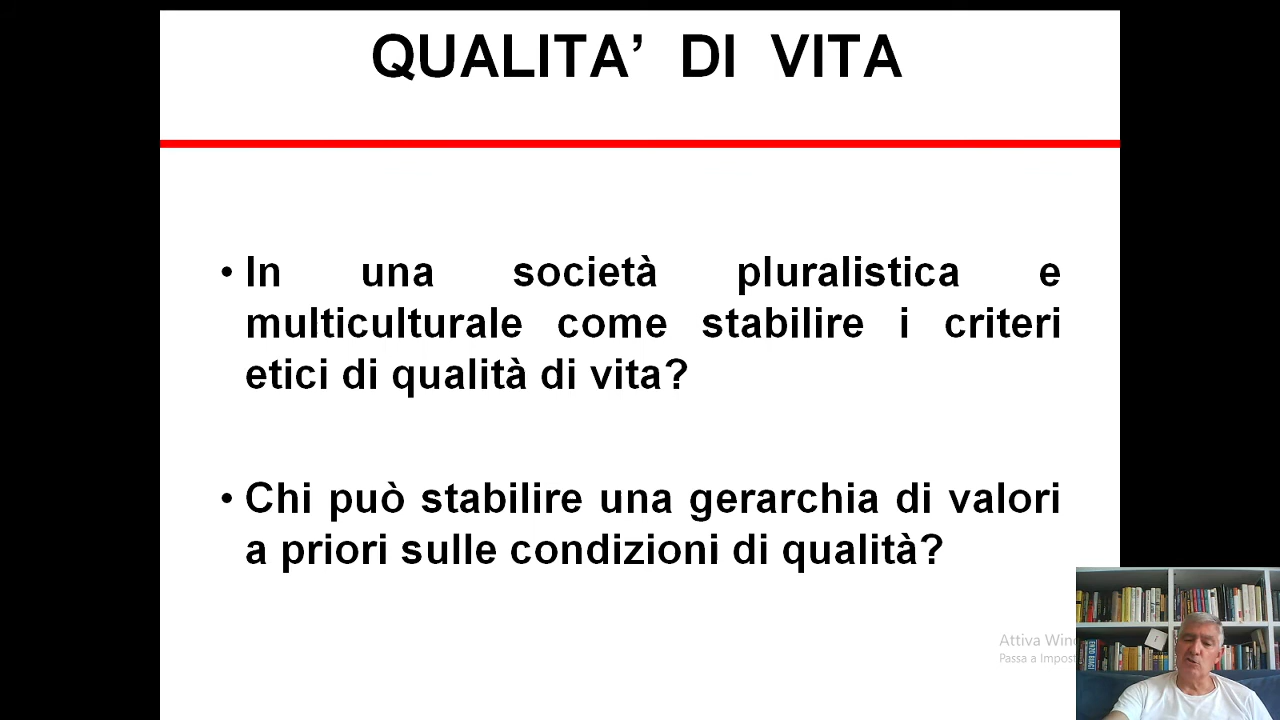 QUALITA’ DI VITA
• In una società pluralistica e
multiculturale come stabilire i criteri
etici di qualità di vita?
• Chi può stabilire una gerarchia di valori
a priori sulle condizioni di qualità?
Attiva Win
Passa a Impost